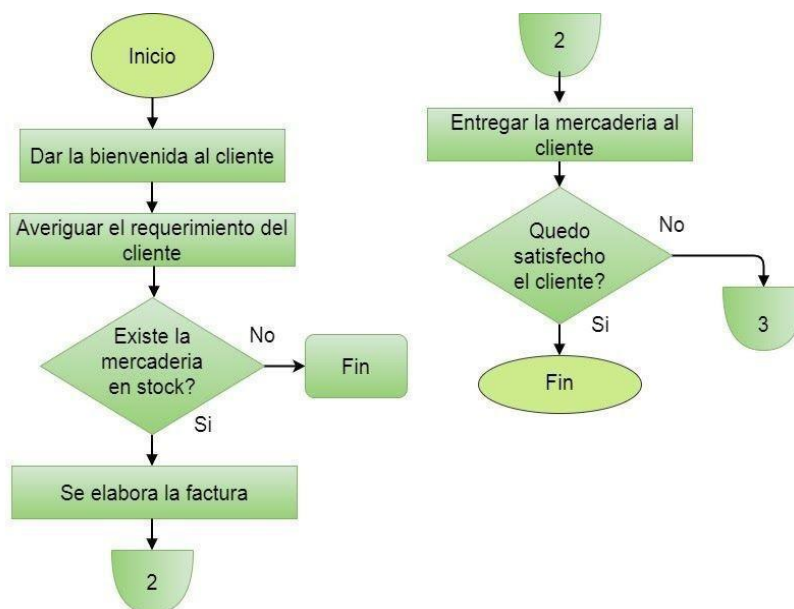 Inicio
Dar la bienvenida al cliente
Averiguar el requerimiento del
cliente
Existe la
mercaderia
en stock?
No
Fin
Si
Se elabora la factura
2
2
Entregar la mercaderia al
cliente
Quedo
satisfecho
el cliente?
No
3
Si
Fin